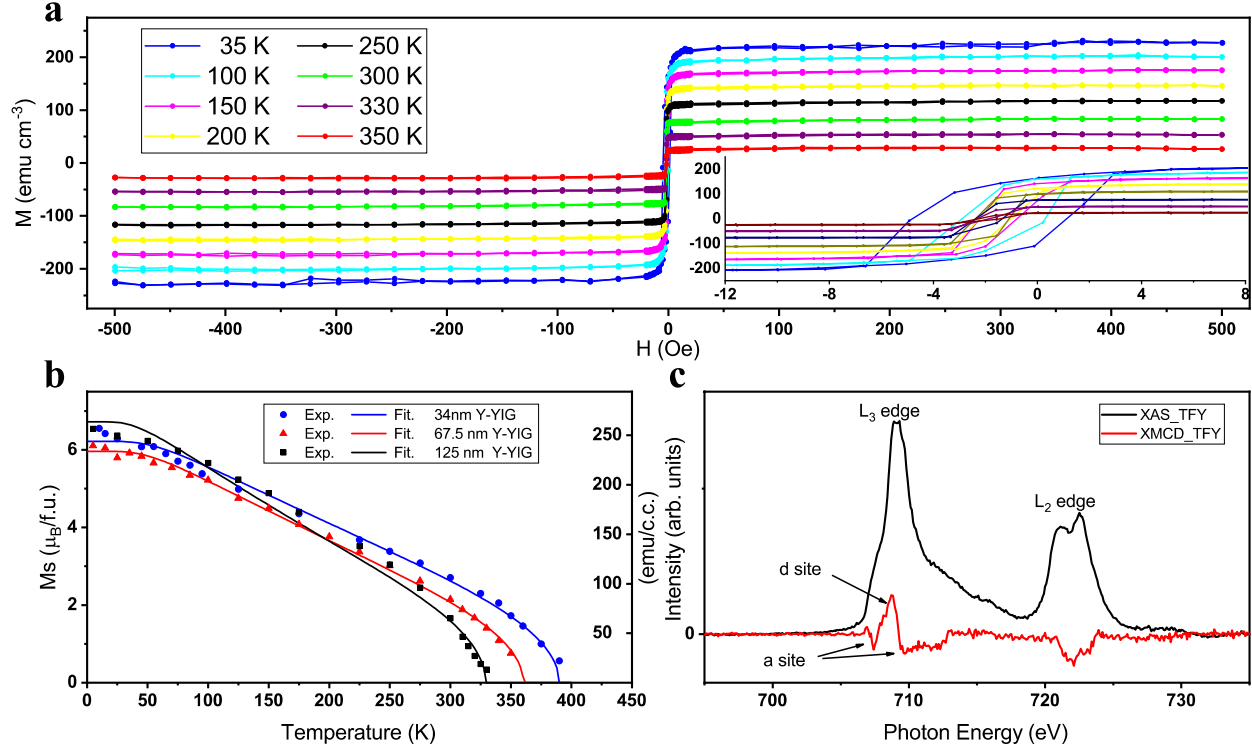 a
200
100
0
-100
-200
M (emu cm⁻³)
35 K 250 K
100 K 300 K
150 K 330 K
200 K 350 K
200
100
0
-100
-200
-12 -8 -4 0 4 8
-500 -400 -300 -200 -100 0 100 200 300 400 500
H (Oe)
b
Exp. Fit. 34nm Y-YIG
Exp. Fit. 67.5 nm Y-YIG
Exp. Fit. 125 nm Y-YIG
6
4
2
0
Ms (μB/f.u.)
250
200
150
100
50
(emu/c.c.)
0 50 100 150 200 250 300 350 400 450
Temperature (K)
c
XAS_TFY
XMCD_TFY
L₃ edge
L₂ edge
d site
a site
0
Intensity (arb. units)
700 710 720 730
Photon Energy (eV)